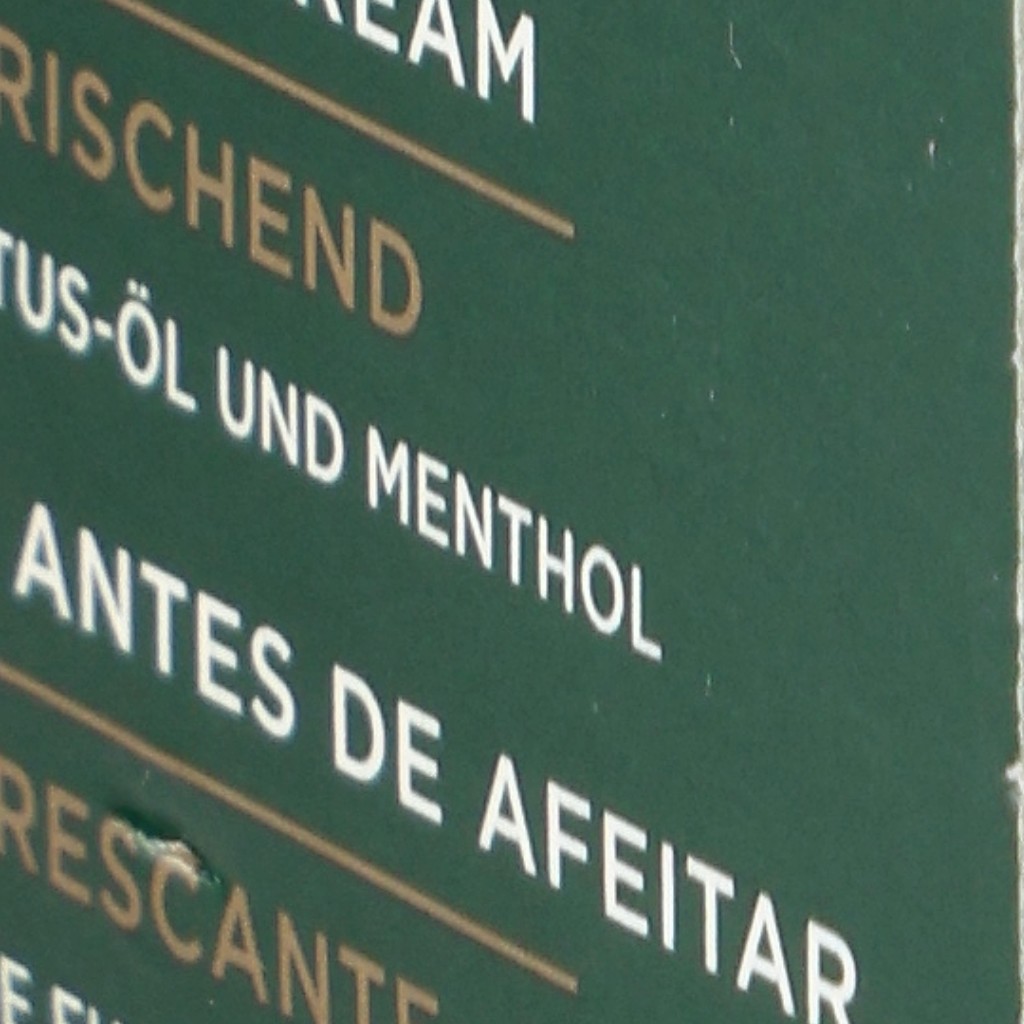 REAM
RISCHEND
TUS-ÖL UND MENTHOL
ANTES DE AFEITAR
RESCANTE